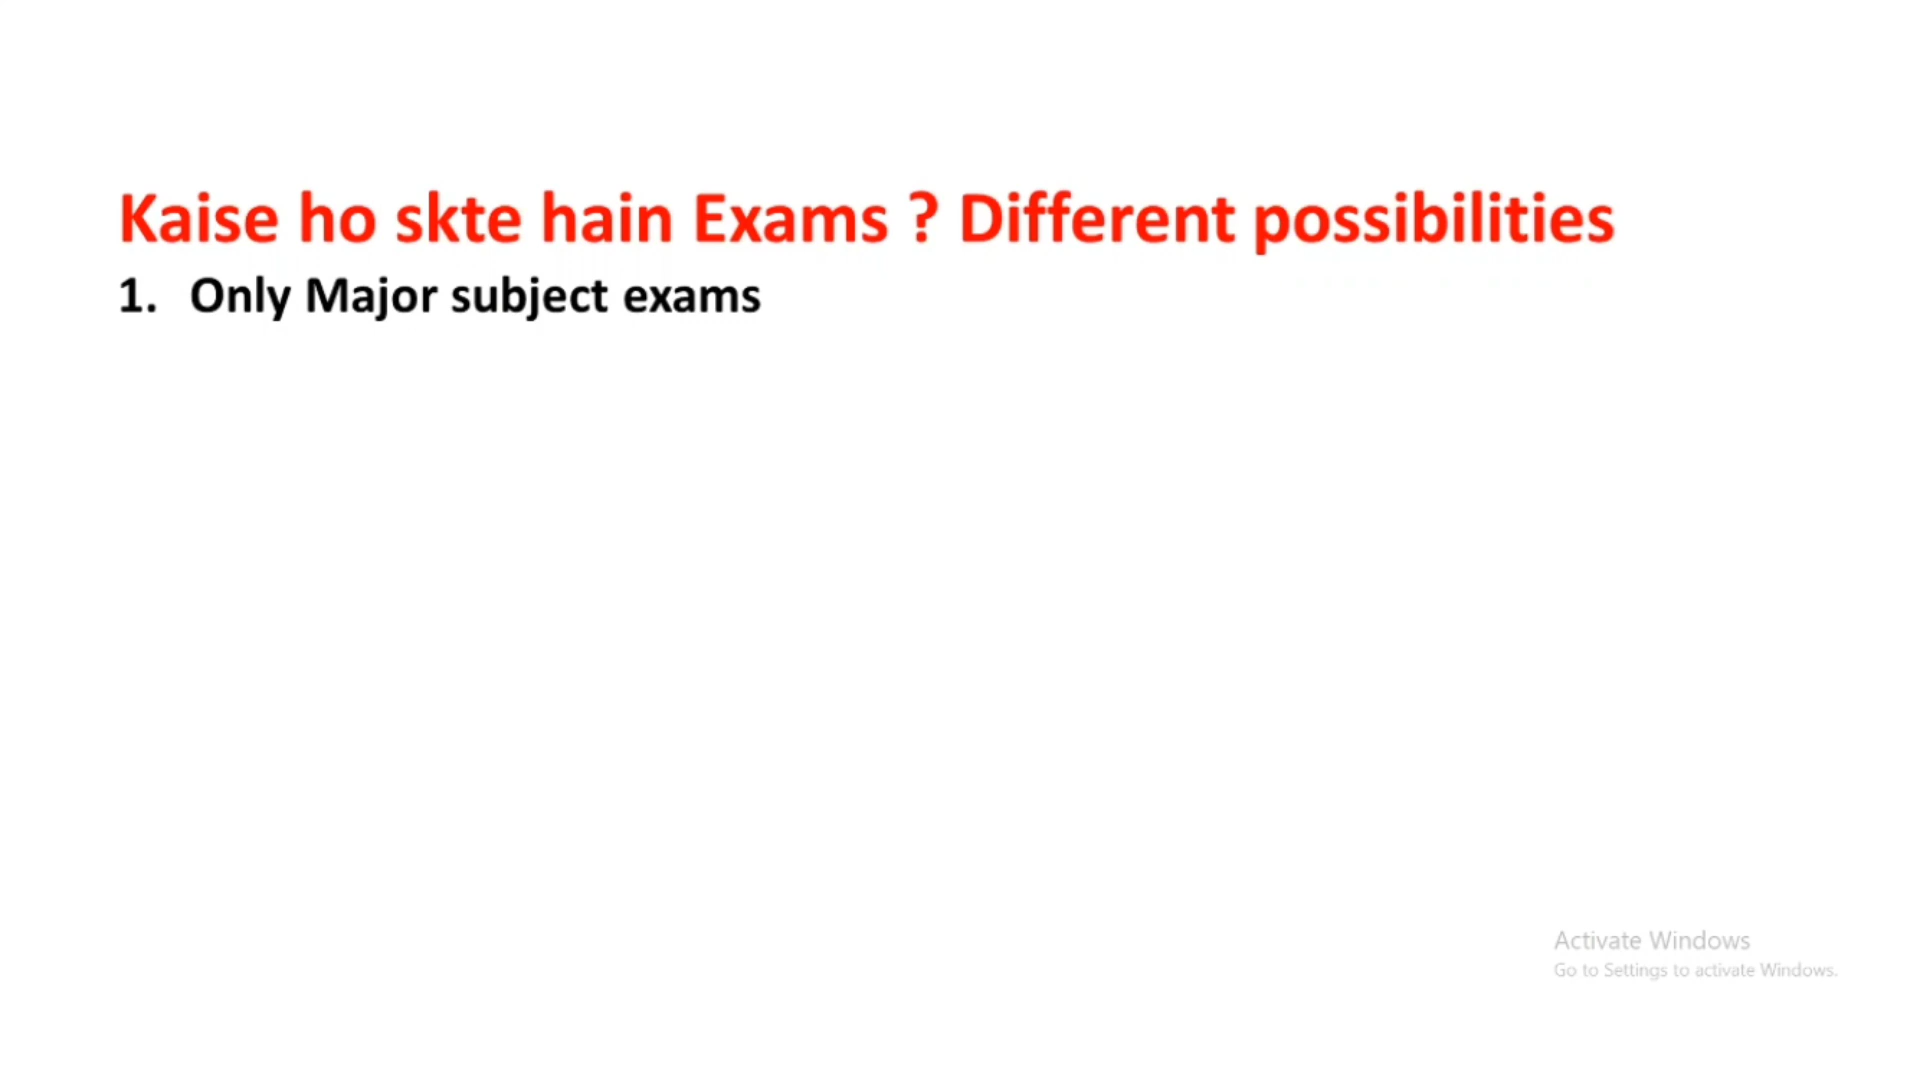 Kaise ho skte hain Exams ? Different possibilities
1. Only Major subject exams
Activate Windows
Go to Settings to activate Windows.